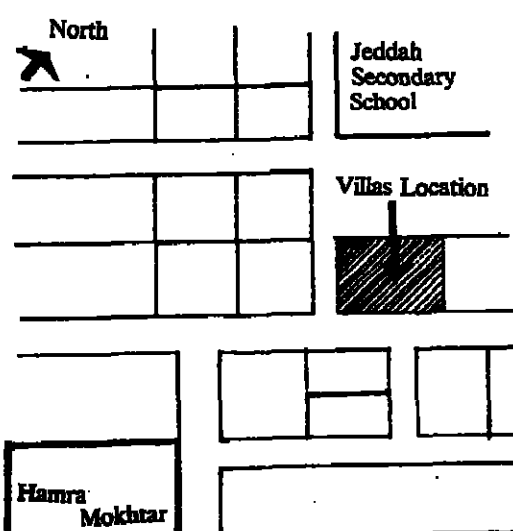 North
Jeddah
Secondary
School
Villas Location
Hamra
Mokhtar